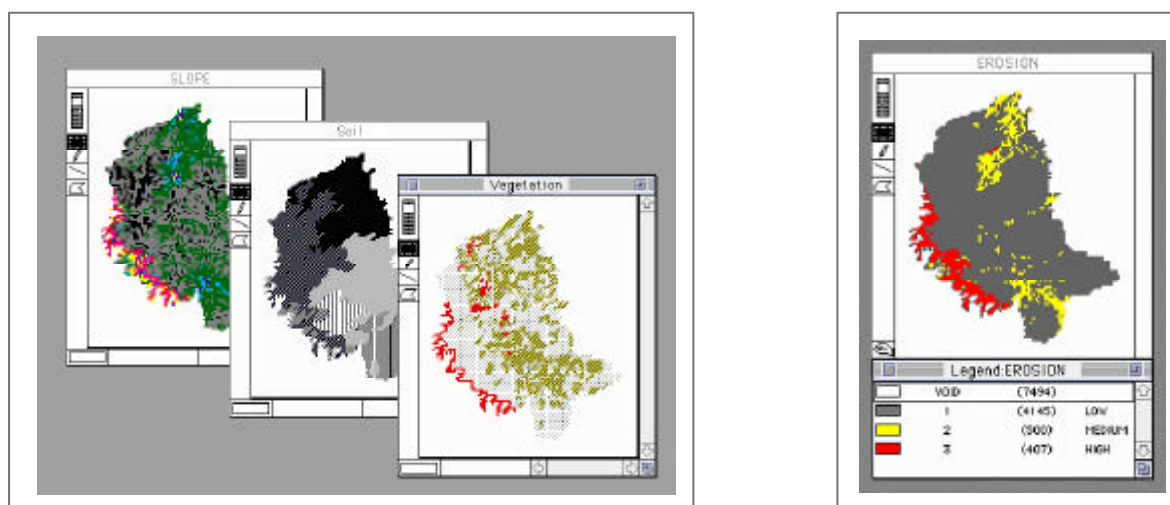 SLOPE
Soil
Vegetation
EROSION
Legend:EROSION
VOID (7494)
1 (4145) LOW
2 (500) MEDIUM
3 (407) HIGH